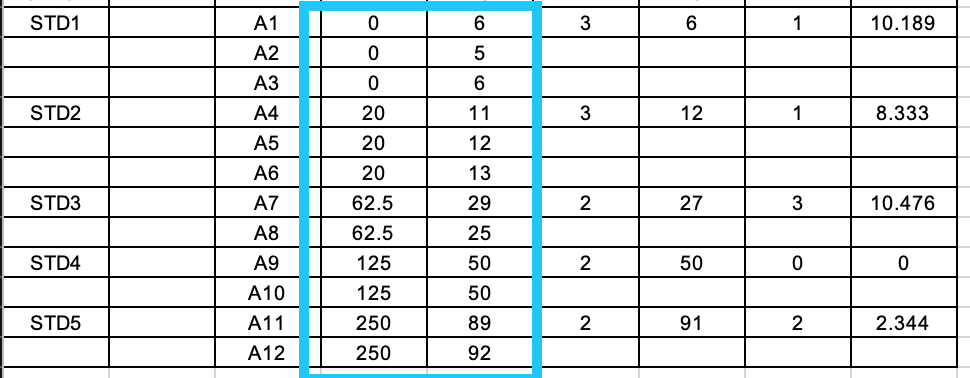 STD1 A1 0 6 3 6 1 10.189
A2 0 5
A3 0 6
STD2 A4 20 11 3 12 1 8.333
A5 20 12
A6 20 13
STD3 A7 62.5 29 2 27 3 10.476
A8 62.5 25
STD4 A9 125 50 2 50 0 0
A10 125 50
STD5 A11 250 89 2 91 2 2.344
A12 250 92